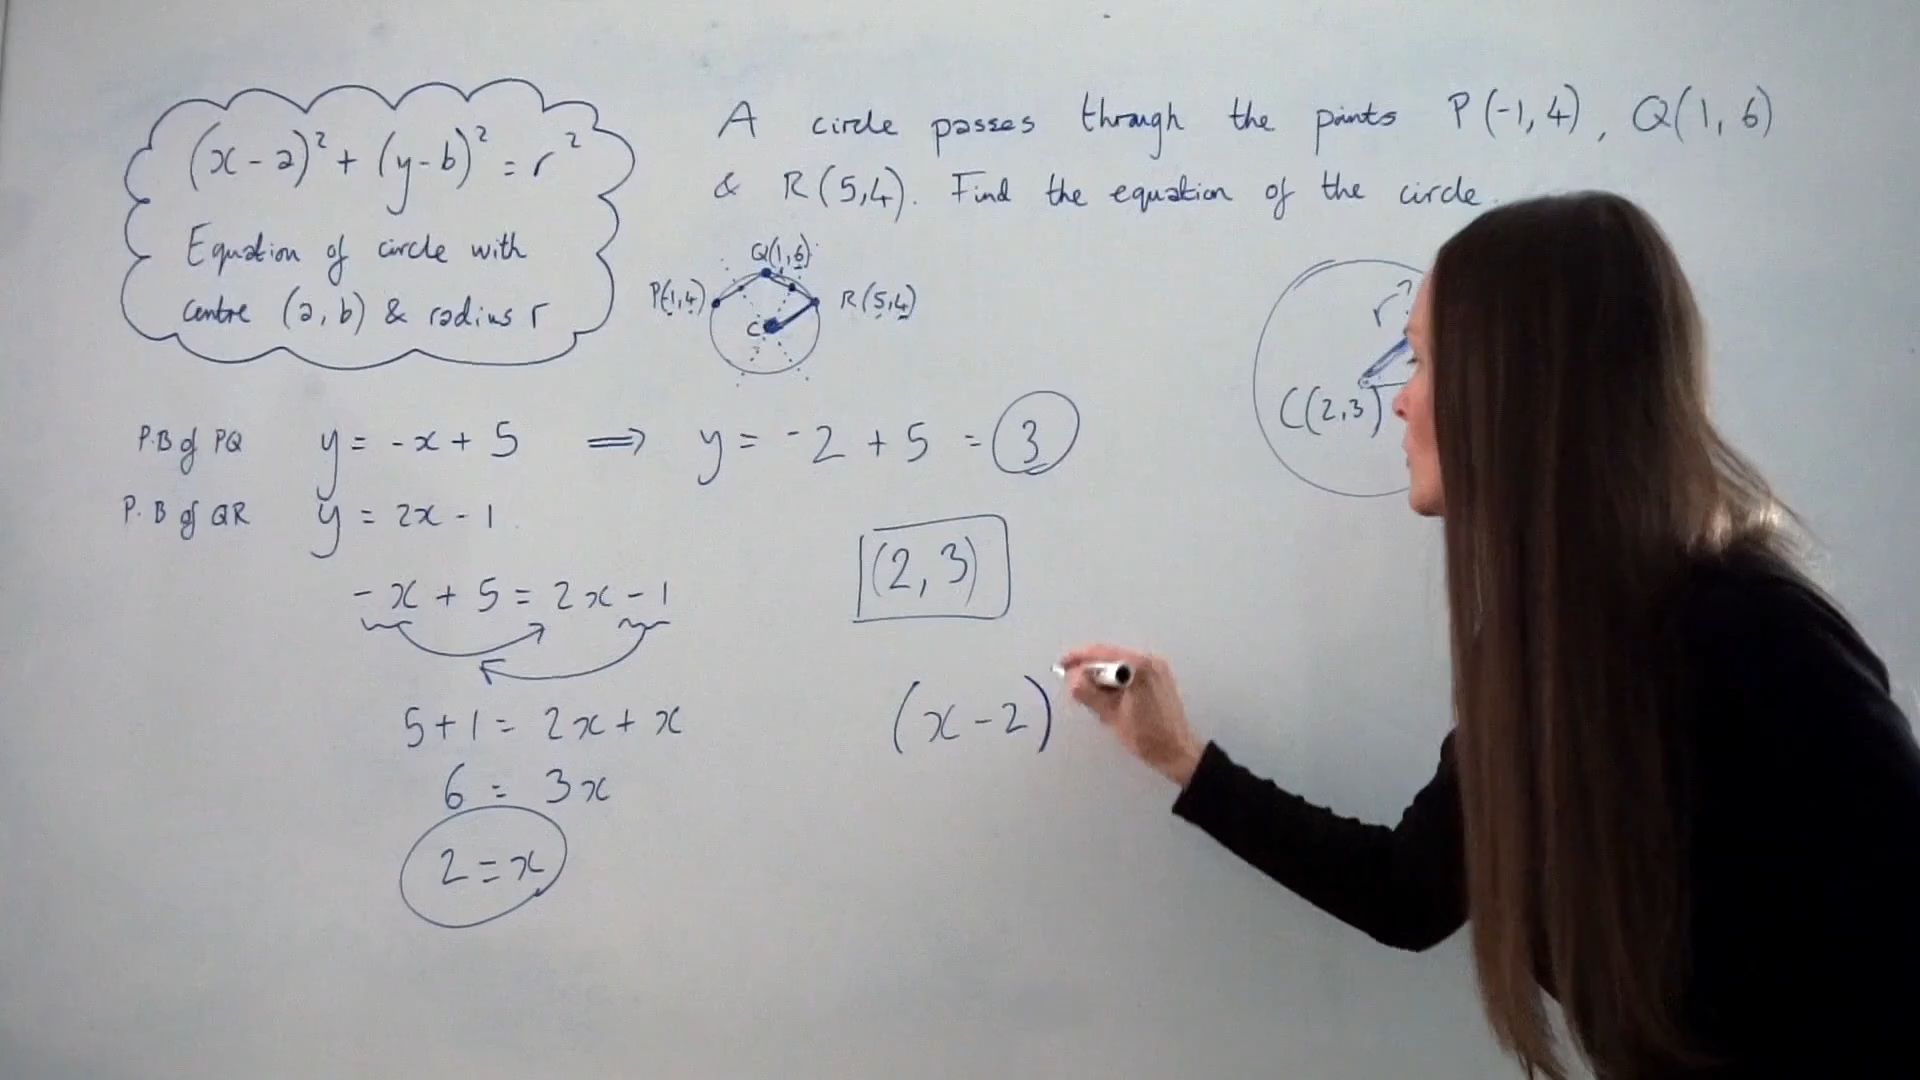 (x-a)² + (y-b)² = r²
Equation of circle with
centre (a, b) & radius r
A circle passes through the points P(-1, 4), Q(1, 6)
& R(5,4). Find the equation of the circle.
Q(1,6)
P(-1,4)
R(5,4)
C
r?
C(2,3)
P.B of PQ y = -x + 5 ⟹ y = -2 + 5 = 3
P.B of QR y = 2x - 1
-x + 5 = 2x - 1
(2, 3)
5+1 = 2x + x
(x-2)
6 = 3x
2 = x